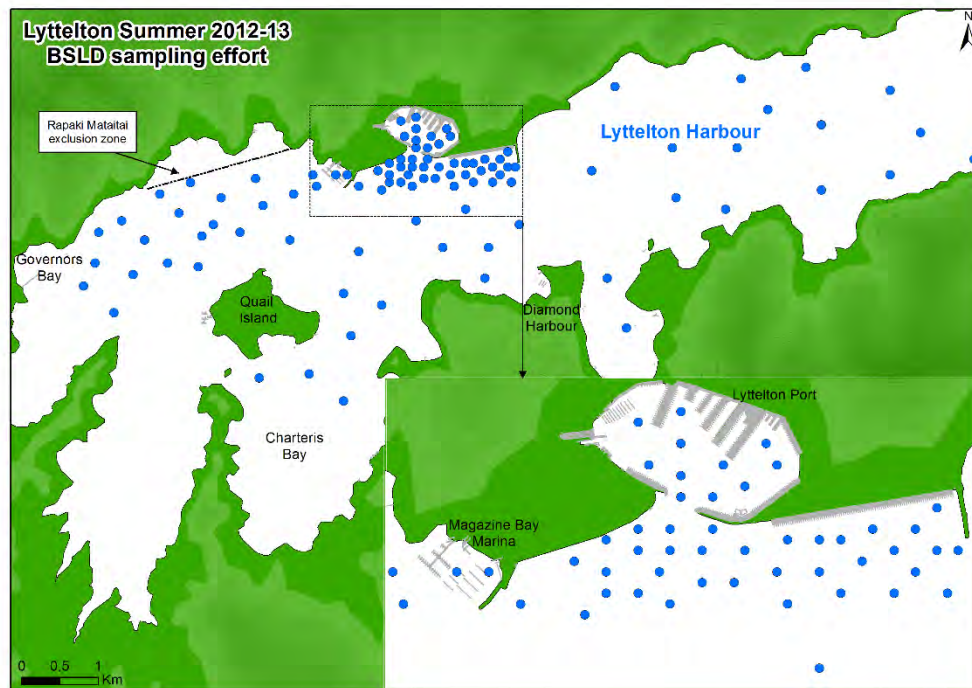 Lyttelton Summer 2012-13
BSLD sampling effort
N
Rapaki Mataitai
exclusion zone
Lyttelton Harbour
Governors
Bay
Quail
Island
Diamond
Harbour
Charteris
Bay
Lyttelton Port
Magazine Bay
Marina
0 0.5 1
Km